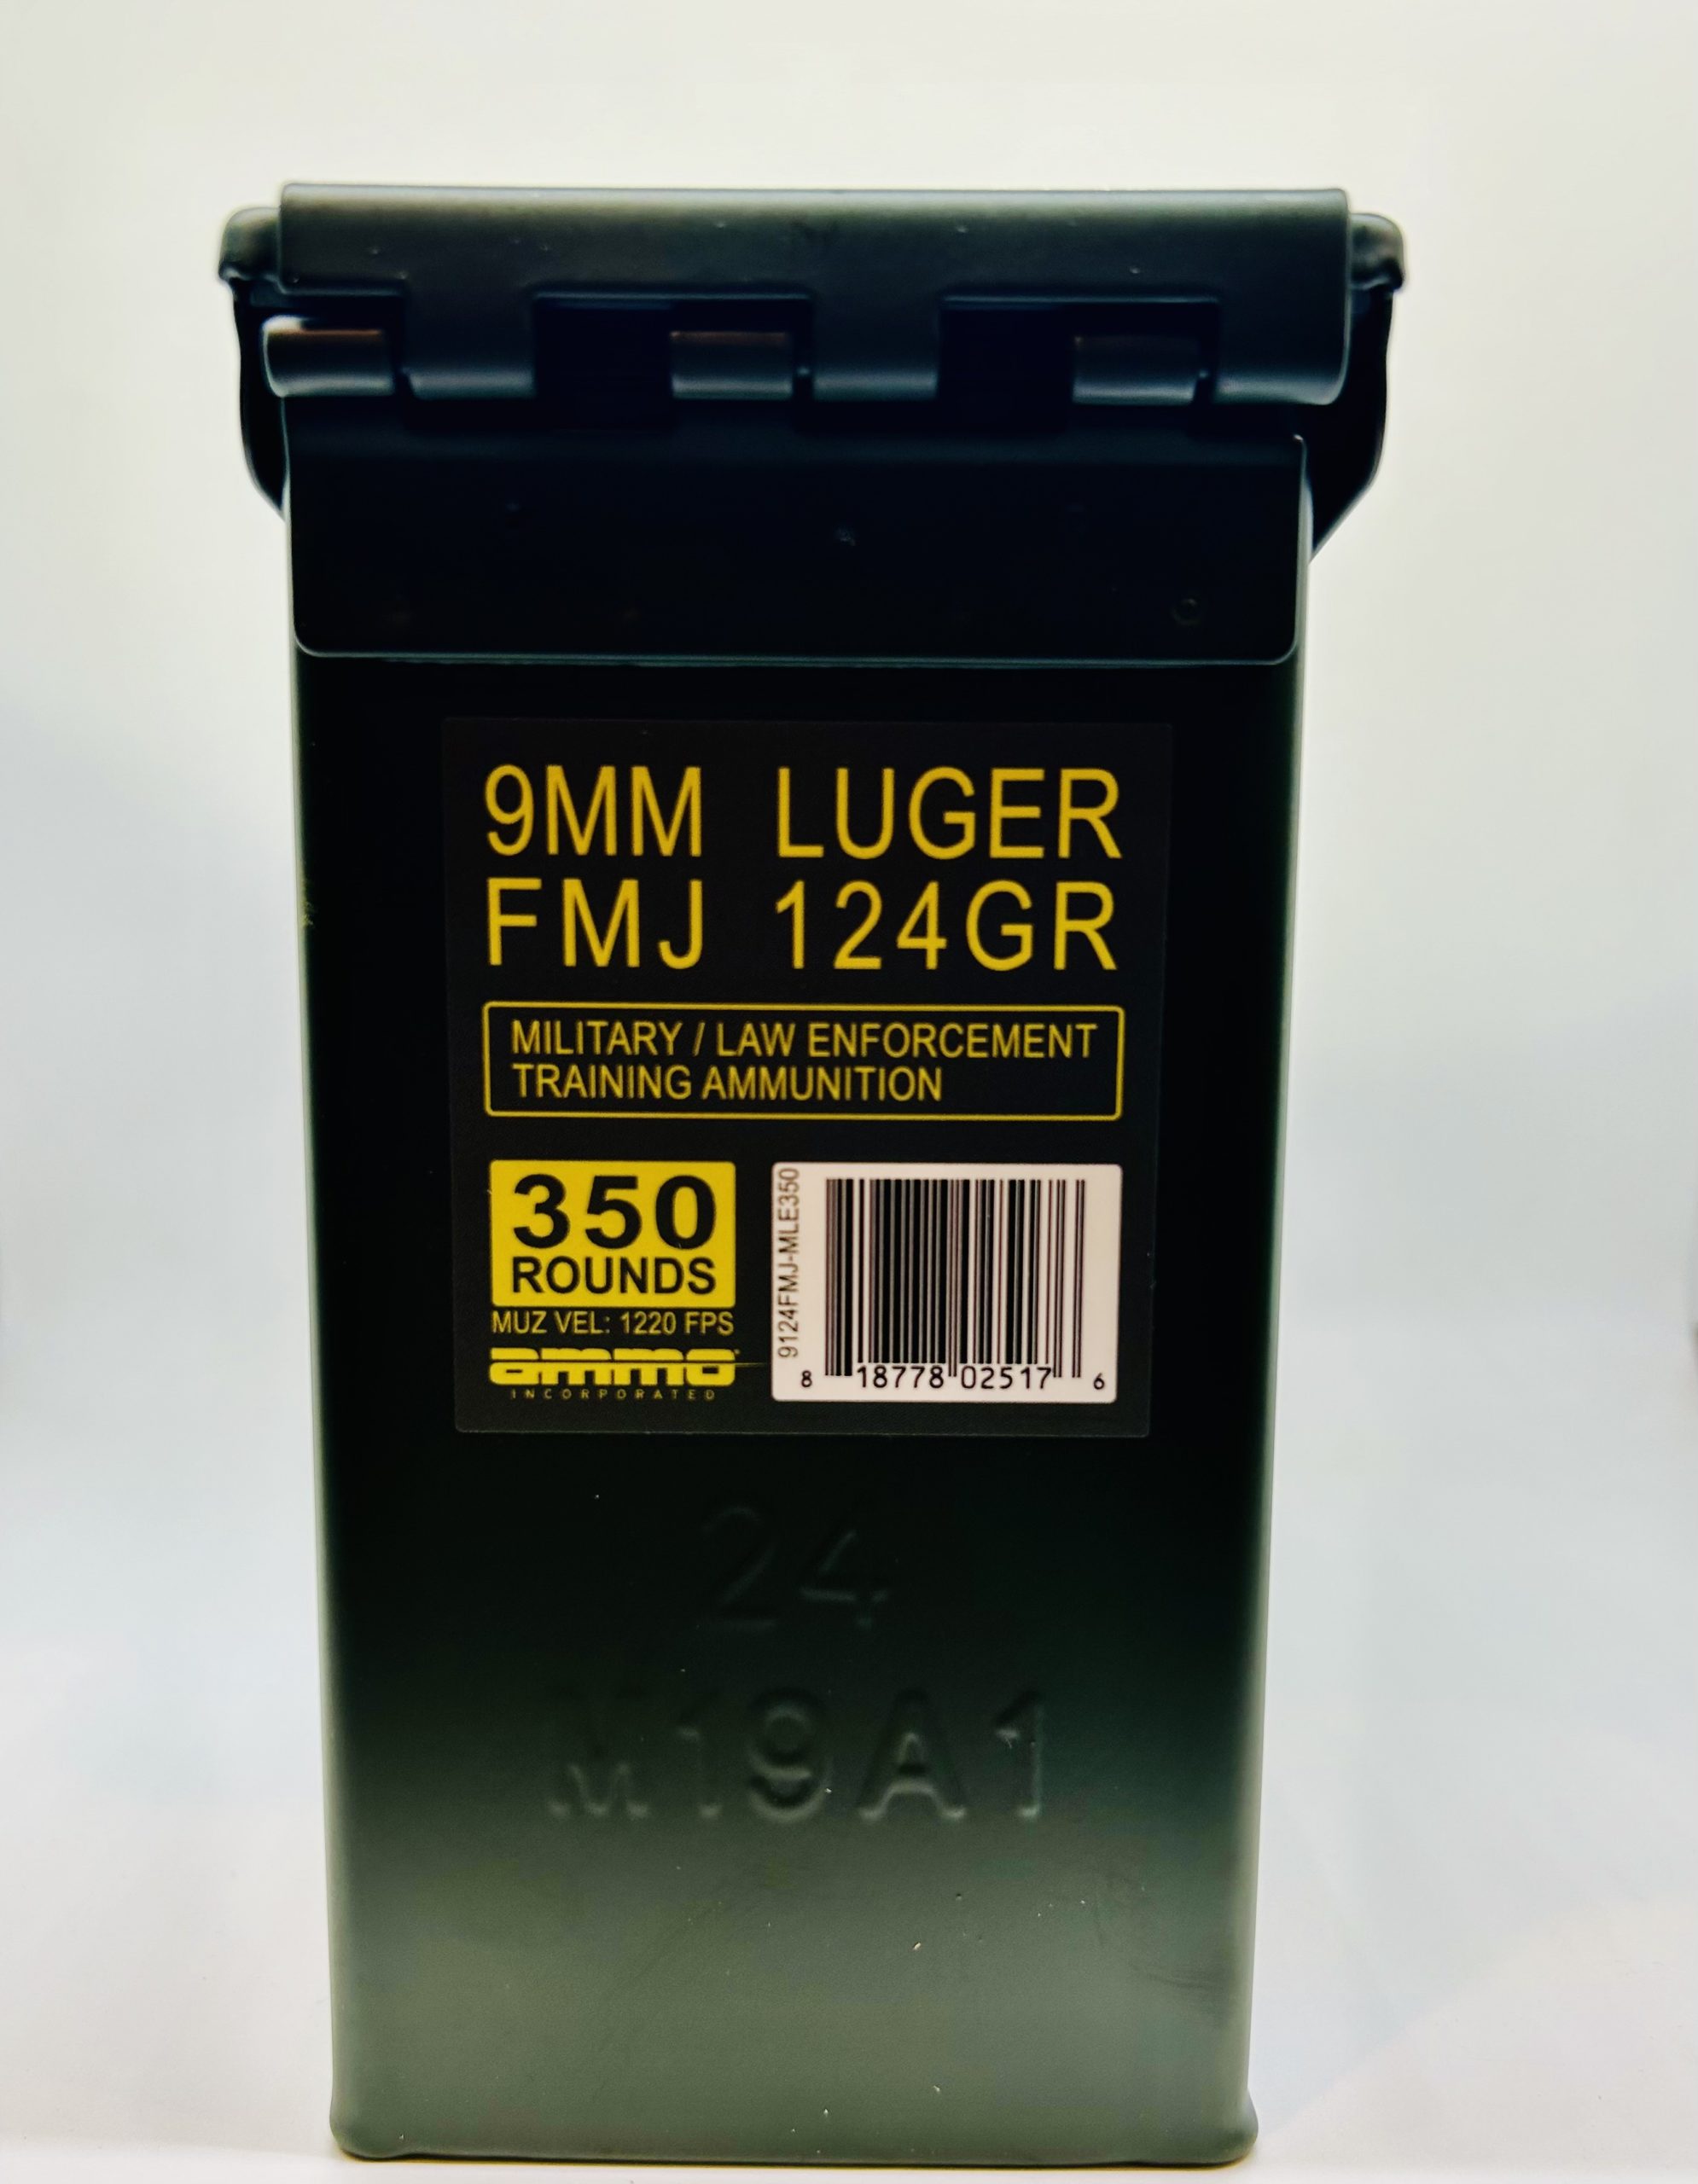 9MM LUGER
FMJ 124GR
MILITARY / LAW ENFORCEMENT
TRAINING AMMUNITION
350
ROUNDS
MUZ VEL: 1220 FPS
ammo
INCORPORATED
9124FMJ-MLE350
8 18778 02517 6
24
M19A1